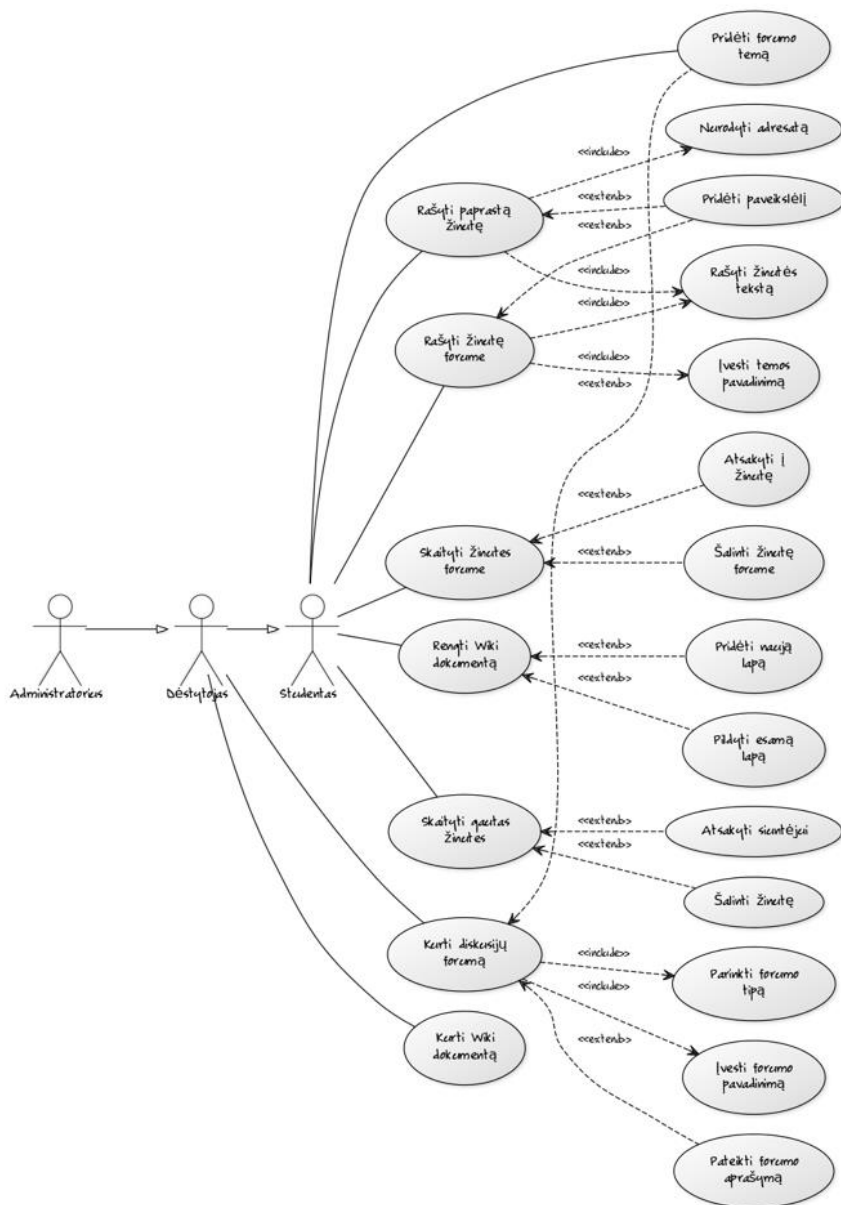 Pridėti forumo
temą
Nurodyti adresatą
<<include>>
Rašyti paprastą
žinutę
<<extend>>
Pridėti paveikslėlį
<<extend>>
<<include>>
Rašyti žinutės
tekstą
<<include>>
Rašyti žinutę
forume
<<include>>
Įvesti temos
pavadinimą
<<extend>>
Atsakyti į
žinutę
<<extend>>
Skaityti žinutes
forume
<<extend>>
Šalinti žinutę
forume
Administratorius
Dėstytojas
Studentas
Rengti Wiki
dokumentą
<<extend>>
Pridėti naują
lapą
<<extend>>
Pildyti esamą
lapą
Skaityti gautas
žinutes
<<extend>>
Atsakyti siuntėjui
<<extend>>
Šalinti žinutę
Kurti diskusijų
forumą
<<include>>
Parinkti forumo
tipą
<<include>>
Kurti Wiki
dokumentą
<<extend>>
Įvesti forumo
pavadinimą
Pateikti forumo
aprašymą